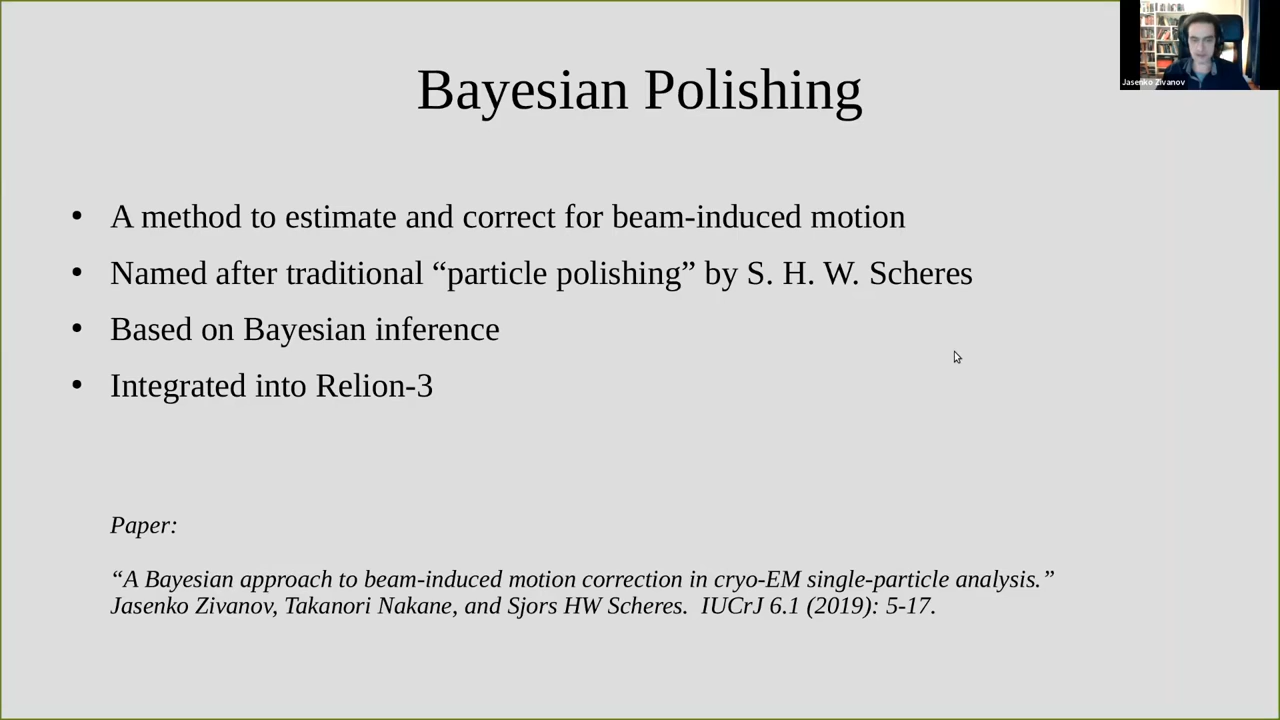 Bayesian Polishing
Jasenko Zivanov
• A method to estimate and correct for beam-induced motion
• Named after traditional “particle polishing” by S. H. W. Scheres
• Based on Bayesian inference
• Integrated into Relion-3
Paper:
“A Bayesian approach to beam-induced motion correction in cryo-EM single-particle analysis.”
Jasenko Zivanov, Takanori Nakane, and Sjors HW Scheres. IUCrJ 6.1 (2019): 5-17.